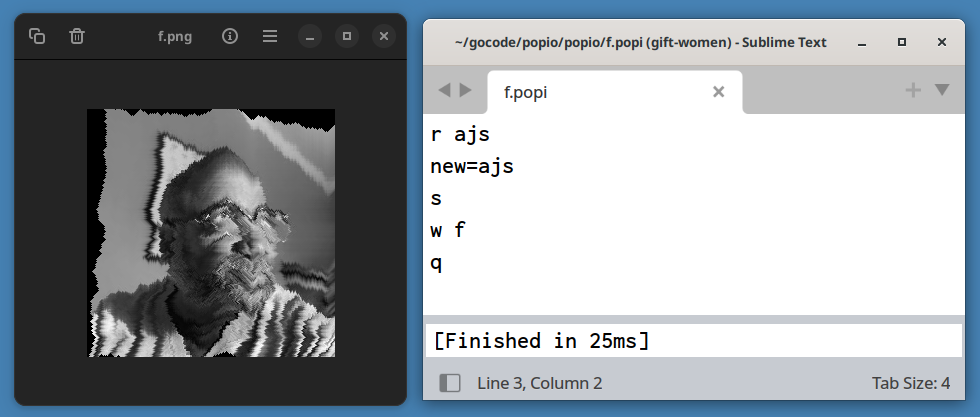 f.png
~/gocode/popio/popio/f.popi (gift-women) - Sublime Text
f.popi
r ajs
new=ajs
s
w f
q
[Finished in 25ms]
Line 3, Column 2
Tab Size: 4